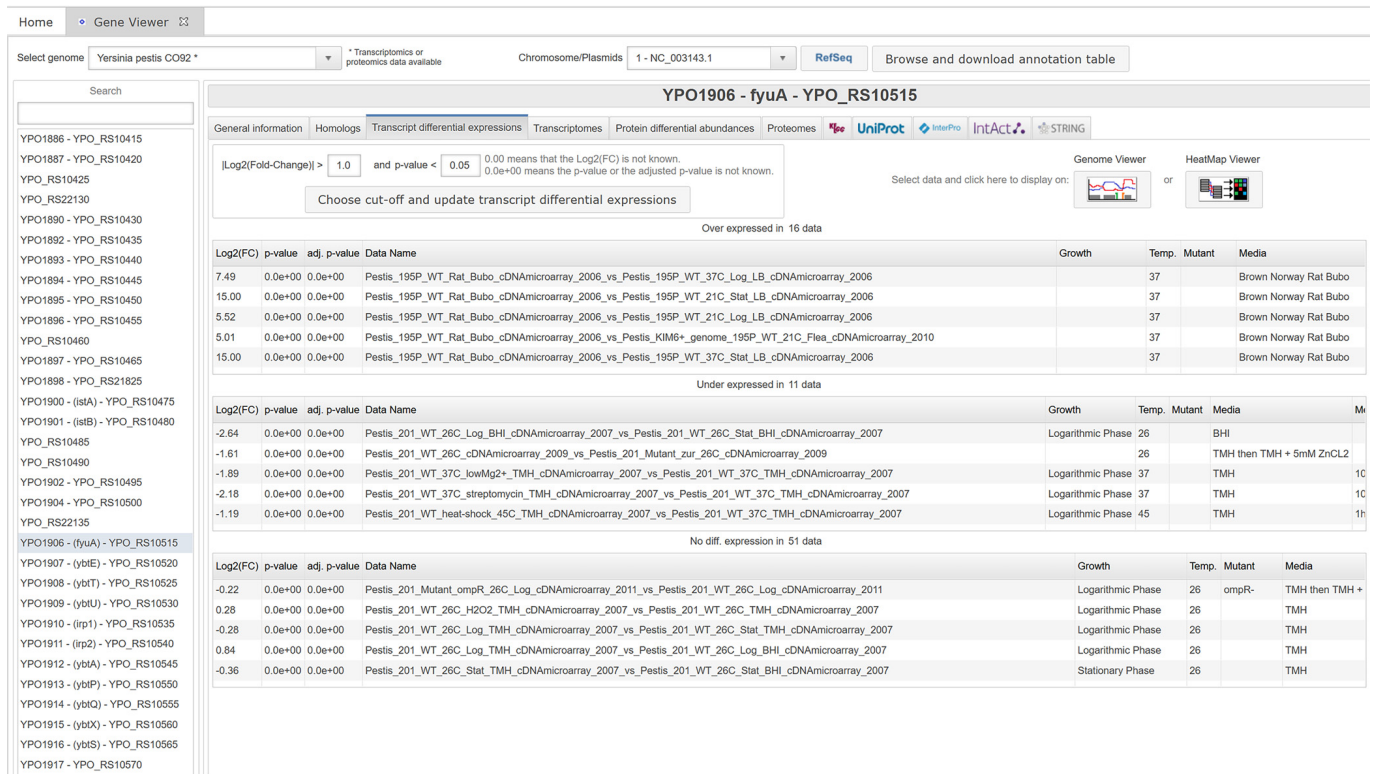 Home
Gene Viewer
Select genome
Yersinia pestis CO92 *
* Transcriptomics or
proteomics data available
Chromosome/Plasmids
1 - NC_003143.1
RefSeq
Browse and download annotation table
Search
YPO1886 - YPO_RS10415
YPO1887 - YPO_RS10420
YPO_RS10425
YPO_RS22130
YPO1890 - YPO_RS10430
YPO1892 - YPO_RS10435
YPO1893 - YPO_RS10440
YPO1894 - YPO_RS10445
YPO1895 - YPO_RS10450
YPO1896 - YPO_RS10455
YPO_RS10460
YPO1897 - YPO_RS10465
YPO1898 - YPO_RS21825
YPO1900 - (istA) - YPO_RS10475
YPO1901 - (istB) - YPO_RS10480
YPO_RS10485
YPO_RS10490
YPO1902 - YPO_RS10495
YPO1904 - YPO_RS10500
YPO_RS22135
YPO1906 - (fyuA) - YPO_RS10515
YPO1907 - (ybtE) - YPO_RS10520
YPO1908 - (ybtT) - YPO_RS10525
YPO1909 - (ybtU) - YPO_RS10530
YPO1910 - (irp1) - YPO_RS10535
YPO1911 - (irp2) - YPO_RS10540
YPO1912 - (ybtA) - YPO_RS10545
YPO1913 - (ybtP) - YPO_RS10550
YPO1914 - (ybtQ) - YPO_RS10555
YPO1915 - (ybtX) - YPO_RS10560
YPO1916 - (ybtS) - YPO_RS10565
YPO1917 - YPO_RS10570
YPO1906 - fyuA - YPO_RS10515
General information Homologs Transcript differential expressions Transcriptomes Protein differential abundances Proteomes KEGG UniProt InterPro IntAct STRING
|Log2(Fold-Change)| > 1.0 and p-value < 0.05
0.00 means that the Log2(FC) is not known.
0.0e+00 means the p-value or the adjusted p-value is not known.
Choose cut-off and update transcript differential expressions
Select data and click here to display on:
Genome Viewer
or
HeatMap Viewer
Over expressed in 16 data
Log2(FC) p-value adj. p-value Data Name Growth Temp. Mutant Media
7.49 0.0e+00 0.0e+00 Pestis_195P_WT_Rat_Bubo_cDNAmicroarray_2006_vs_Pestis_195P_WT_37C_Log_LB_cDNAmicroarray_2006 37 Brown Norway Rat Bubo
15.00 0.0e+00 0.0e+00 Pestis_195P_WT_Rat_Bubo_cDNAmicroarray_2006_vs_Pestis_195P_WT_21C_Stat_LB_cDNAmicroarray_2006 37 Brown Norway Rat Bubo
5.52 0.0e+00 0.0e+00 Pestis_195P_WT_Rat_Bubo_cDNAmicroarray_2006_vs_Pestis_195P_WT_21C_Log_LB_cDNAmicroarray_2006 37 Brown Norway Rat Bubo
5.01 0.0e+00 0.0e+00 Pestis_195P_WT_Rat_Bubo_cDNAmicroarray_2006_vs_Pestis_KIM6+_genome_195P_WT_21C_Flea_cDNAmicroarray_2010 37 Brown Norway Rat Bubo
15.00 0.0e+00 0.0e+00 Pestis_195P_WT_Rat_Bubo_cDNAmicroarray_2006_vs_Pestis_195P_WT_37C_Stat_LB_cDNAmicroarray_2006 37 Brown Norway Rat Bubo
Under expressed in 11 data
Log2(FC) p-value adj. p-value Data Name Growth Temp. Mutant Media Me
-2.64 0.0e+00 0.0e+00 Pestis_201_WT_26C_Log_BHI_cDNAmicroarray_2007_vs_Pestis_201_WT_26C_Stat_BHI_cDNAmicroarray_2007 Logarithmic Phase 26 BHI
-1.61 0.0e+00 0.0e+00 Pestis_201_WT_26C_cDNAmicroarray_2009_vs_Pestis_201_Mutant_zur_26C_cDNAmicroarray_2009 26 TMH then TMH + 5mM ZnCL2
-1.89 0.0e+00 0.0e+00 Pestis_201_WT_37C_lowMg2+_TMH_cDNAmicroarray_2007_vs_Pestis_201_WT_37C_TMH_cDNAmicroarray_2007 Logarithmic Phase 37 TMH 10
-2.18 0.0e+00 0.0e+00 Pestis_201_WT_37C_streptomycin_TMH_cDNAmicroarray_2007_vs_Pestis_201_WT_37C_TMH_cDNAmicroarray_2007 Logarithmic Phase 37 TMH 10
-1.19 0.0e+00 0.0e+00 Pestis_201_WT_heat-shock_45C_TMH_cDNAmicroarray_2007_vs_Pestis_201_WT_37C_TMH_cDNAmicroarray_2007 Logarithmic Phase 45 TMH 1h
No diff. expression in 51 data
Log2(FC) p-value adj. p-value Data Name Growth Temp. Mutant Media
-0.22 0.0e+00 0.0e+00 Pestis_201_Mutant_ompR_26C_Log_cDNAmicroarray_2011_vs_Pestis_201_WT_26C_Log_cDNAmicroarray_2011 Logarithmic Phase 26 ompR- TMH then TMH +
0.28 0.0e+00 0.0e+00 Pestis_201_WT_26C_H2O2_TMH_cDNAmicroarray_2007_vs_Pestis_201_WT_26C_TMH_cDNAmicroarray_2007 Logarithmic Phase 26 TMH
-0.28 0.0e+00 0.0e+00 Pestis_201_WT_26C_Log_TMH_cDNAmicroarray_2007_vs_Pestis_201_WT_26C_Stat_TMH_cDNAmicroarray_2007 Logarithmic Phase 26 TMH
0.84 0.0e+00 0.0e+00 Pestis_201_WT_26C_Log_TMH_cDNAmicroarray_2007_vs_Pestis_201_WT_26C_Log_BHI_cDNAmicroarray_2007 Logarithmic Phase 26 TMH
-0.36 0.0e+00 0.0e+00 Pestis_201_WT_26C_Stat_TMH_cDNAmicroarray_2007_vs_Pestis_201_WT_26C_Stat_BHI_cDNAmicroarray_2007 Stationary Phase 26 TMH